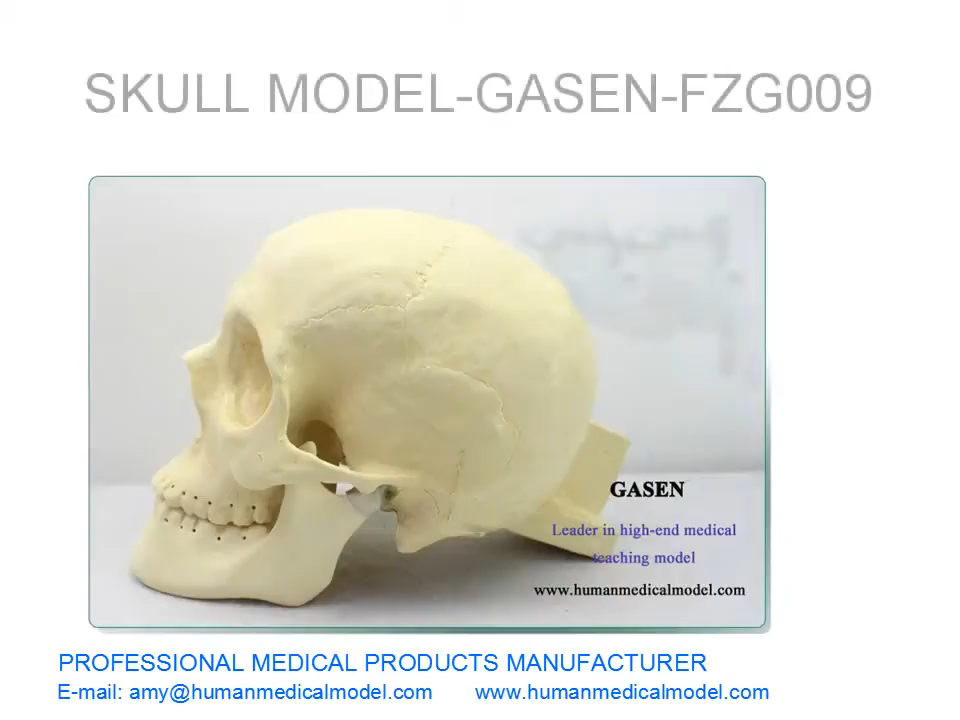 SKULL MODEL-GASEN-FZG009
GASEN
Leader in high-end medical
teaching model
www.humanmedicalmodel.com
PROFESSIONAL MEDICAL PRODUCTS MANUFACTURER
E-mail: amy@humanmedicalmodel.com www.humanmedicalmodel.com